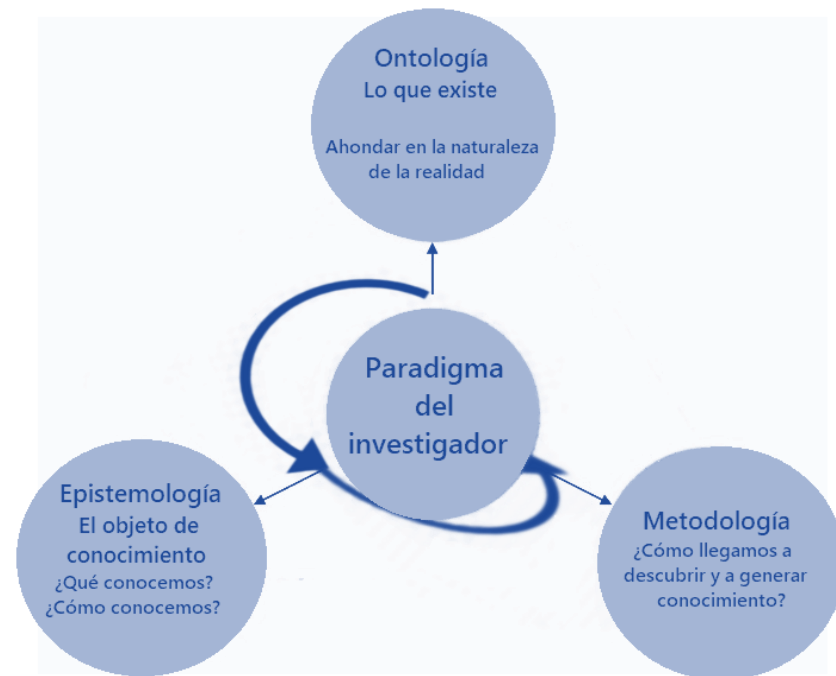 Ontología
Lo que existe
Ahondar en la naturaleza
de la realidad
Paradigma
del
investigador
Epistemología
El objeto de
conocimiento
¿Qué conocemos?
¿Cómo conocemos?
Metodología
¿Cómo llegamos a
descubrir y a generar
conocimiento?